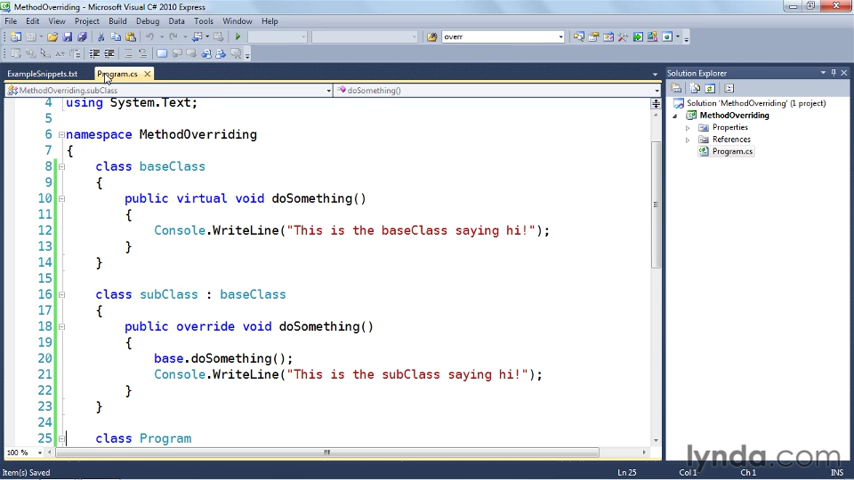 MethodOverriding - Microsoft Visual C# 2010 Express
File Edit View Project Build Debug Data Tools Window Help
overr
ExampleSnippets.txt Program.cs
MethodOverriding.subClass doSomething()
4 using System.Text;
5
6 namespace MethodOverriding
7 {
8 class baseClass
9 {
10 public virtual void doSomething()
11 {
12 Console.WriteLine("This is the baseClass saying hi!");
13 }
14 }
15
16 class subClass : baseClass
17 {
18 public override void doSomething()
19 {
20 base.doSomething();
21 Console.WriteLine("This is the subClass saying hi!");
22 }
23 }
24
25 class Program
100 %
Solution Explorer
Solution 'MethodOverriding' (1 project)
MethodOverriding
Properties
References
Program.cs
Item(s) Saved Ln 25 Col 1 Ch 1 INS
lynda.com